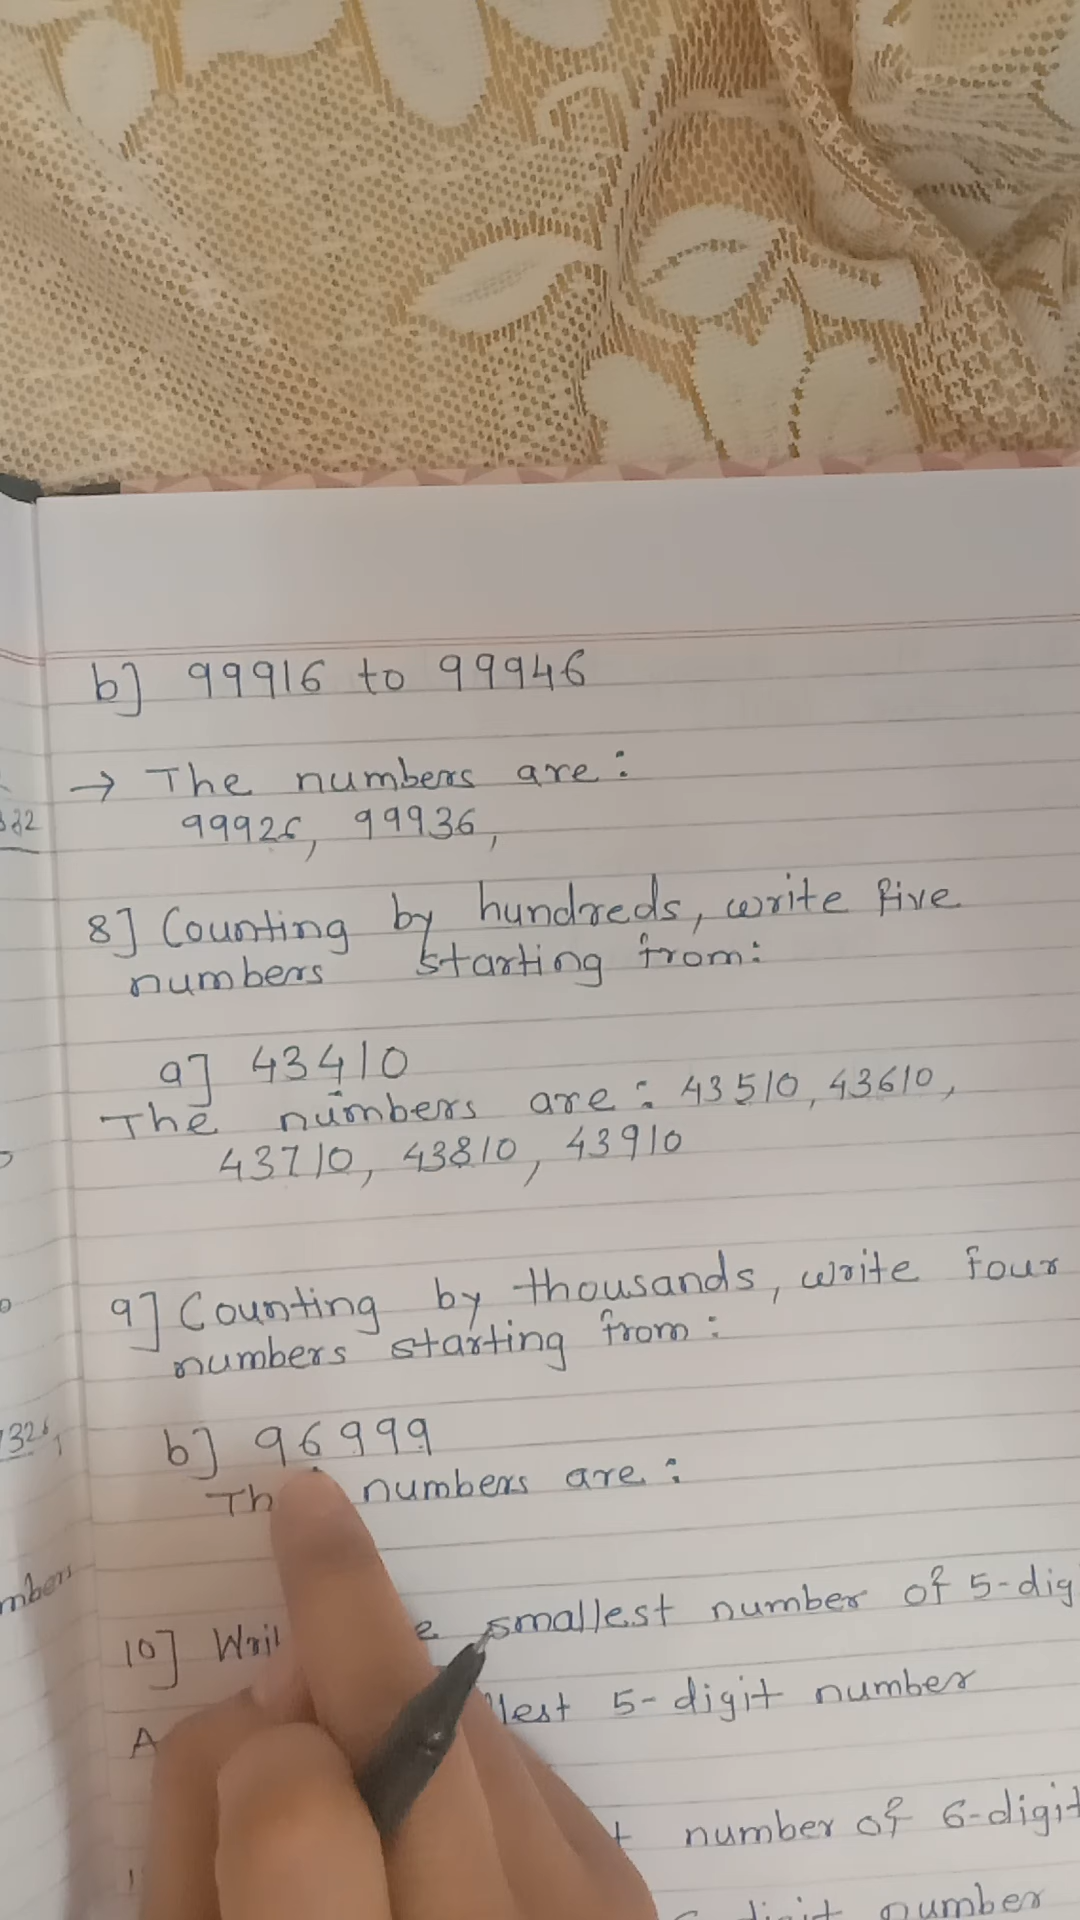 b] 99916 to 99946
→ The numbers are:
99926, 99936,
8] Counting by hundreds, write five
numbers starting from:
a] 43410
The numbers are: 43510, 43610,
43710, 43810, 43910
9] Counting by thousands, write four
numbers starting from:
b] 96999
numbers are:
10] smallest number of 5-dig
5-digit number
number of 6-digit
number